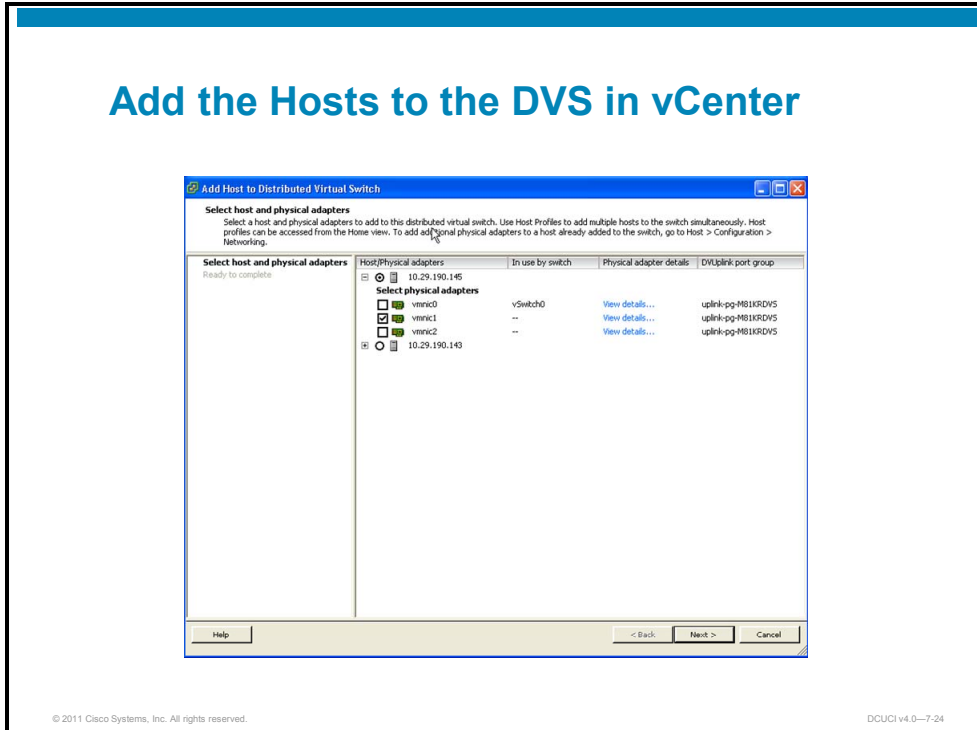 Add the Hosts to the DVS in vCenter
Add Host to Distributed Virtual Switch
Select host and physical adapters
Select a host and physical adapters to add to this distributed virtual switch. Use Host Profiles to add multiple hosts to the switch simultaneously. Host
profiles can be accessed from the Home view. To add additional physical adapters to a host already added to the switch, go to Host > Configuration >
Networking.
Select host and physical adapters
Ready to complete
Host/Physical adapters In use by switch Physical adapter details DVUplink port group
10.29.190.145
Select physical adapters
vmnic0 vSwitch0 View details... uplink-pg-M81KRDVS
vmnic1 -- View details... uplink-pg-M81KRDVS
vmnic2 -- View details... uplink-pg-M81KRDVS
10.29.190.143
Help < Back Next > Cancel
© 2011 Cisco Systems, Inc. All rights reserved. DCUCI v4.0—7-24